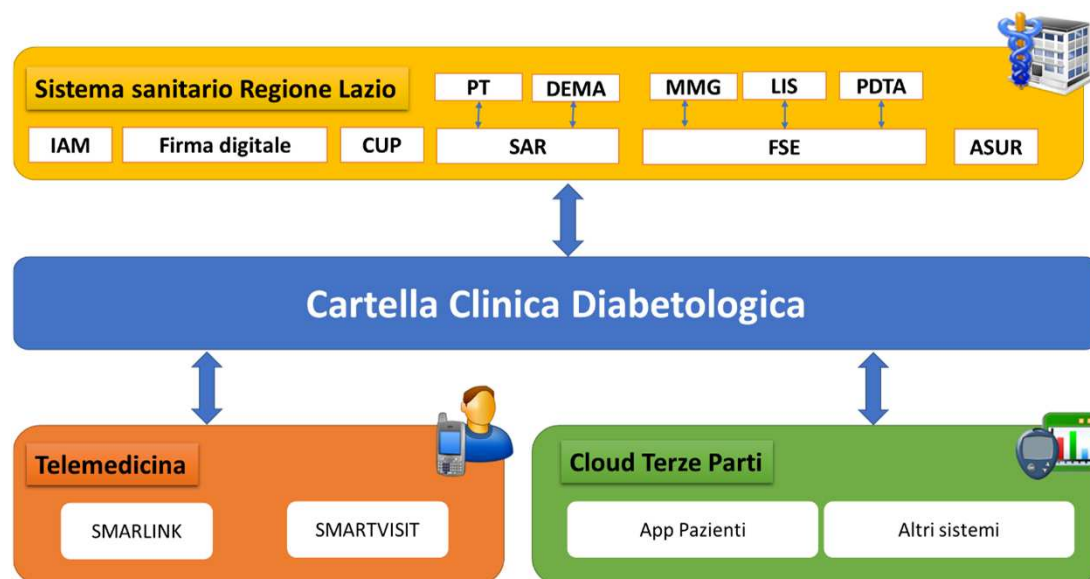 Sistema sanitario Regione Lazio
PT
DEMA
MMG
LIS
PDTA
IAM
Firma digitale
CUP
SAR
FSE
ASUR
Cartella Clinica Diabetologica
Telemedicina
SMARLINK
SMARTVISIT
Cloud Terze Parti
App Pazienti
Altri sistemi